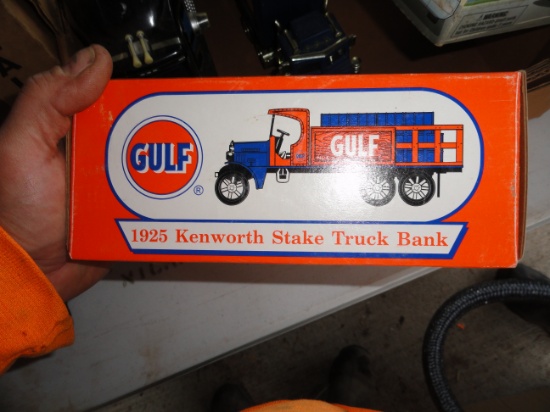 GULF
®
GULF
1925 Kenworth Stake Truck Bank